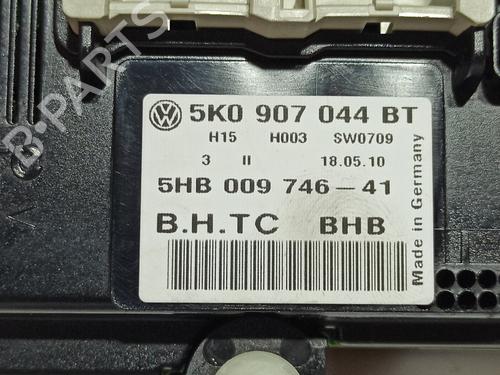 5K0 907 044 BT
H15 H003 SW0709
3 II 18.05.10
5HB 009 746-41
B.H.TC BHB
Made in Germany
B-PARTS